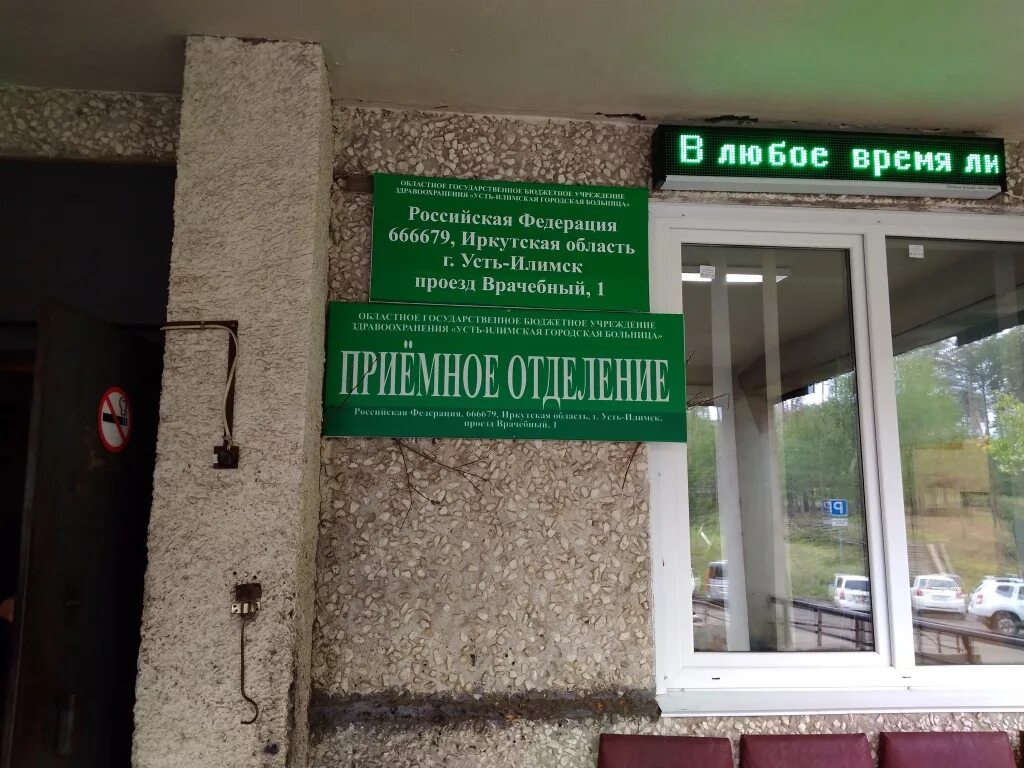 В любое время ли
ОБЛАСТНОЕ ГОСУДАРСТВЕННОЕ БЮДЖЕТНОЕ УЧРЕЖДЕНИЕ
ЗДРАВООХРАНЕНИЯ «УСТЬ-ИЛИМСКАЯ ГОРОДСКАЯ БОЛЬНИЦА»
Российская Федерация
666679, Иркутская область
г. Усть-Илимск
проезд Врачебный, 1
ОБЛАСТНОЕ ГОСУДАРСТВЕННОЕ БЮДЖЕТНОЕ УЧРЕЖДЕНИЕ
ЗДРАВООХРАНЕНИЯ «УСТЬ-ИЛИМСКАЯ ГОРОДСКАЯ БОЛЬНИЦА»
ПРИЁМНОЕ ОТДЕЛЕНИЕ
Российская Федерация, 666679, Иркутская область, г. Усть-Илимск,
проезд Врачебный, 1